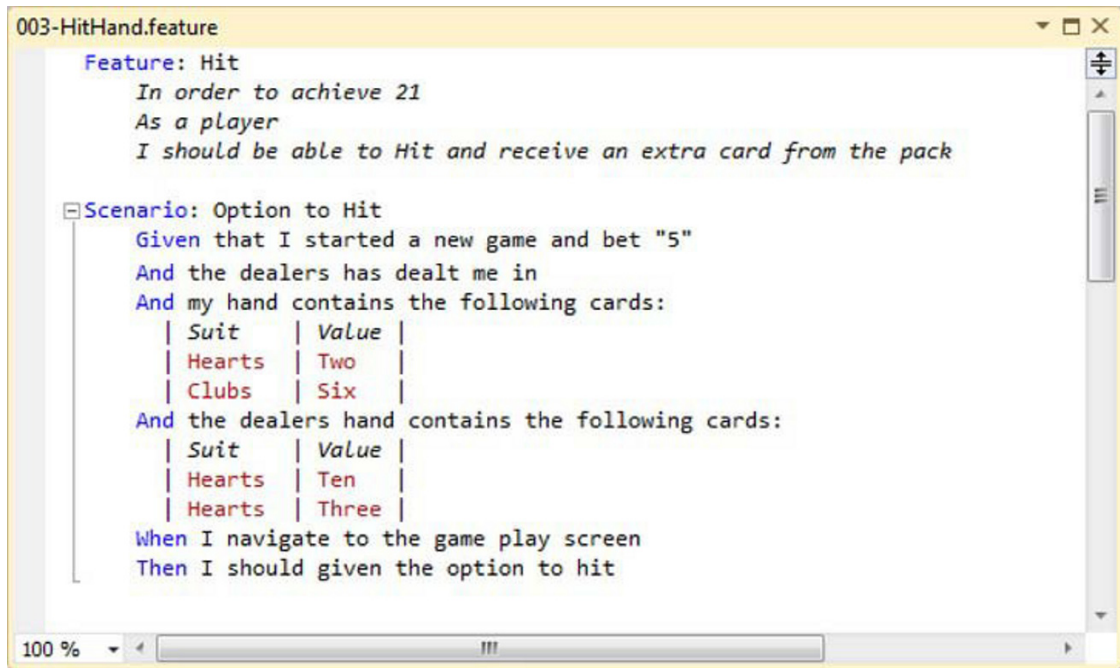 003-HitHand.feature
Feature: Hit
In order to achieve 21
As a player
I should be able to Hit and receive an extra card from the pack
Scenario: Option to Hit
Given that I started a new game and bet "5"
And the dealers has dealt me in
And my hand contains the following cards:
| Suit | Value |
| Hearts | Two |
| Clubs | Six |
And the dealers hand contains the following cards:
| Suit | Value |
| Hearts | Ten |
| Hearts | Three |
When I navigate to the game play screen
Then I should given the option to hit
100 %